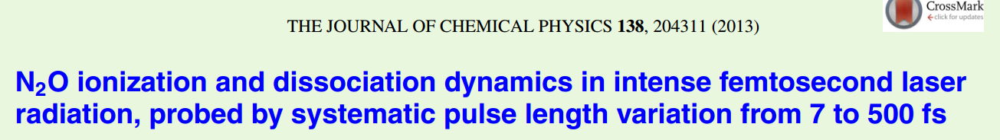 CrossMark
click for updates
THE JOURNAL OF CHEMICAL PHYSICS 138, 204311 (2013)
N₂O ionization and dissociation dynamics in intense femtosecond laser
radiation, probed by systematic pulse length variation from 7 to 500 fs